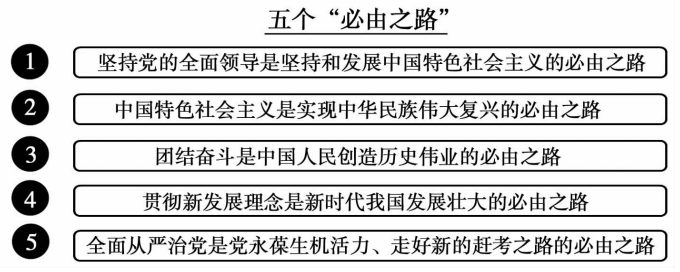 五个“必由之路”
1 坚持党的全面领导是坚持和发展中国特色社会主义的必由之路
2 中国特色社会主义是实现中华民族伟大复兴的必由之路
3 团结奋斗是中国人民创造历史伟业的必由之路
4 贯彻新发展理念是新时代我国发展壮大的必由之路
5 全面从严治党是党永葆生机活力、走好新的赶考之路的必由之路